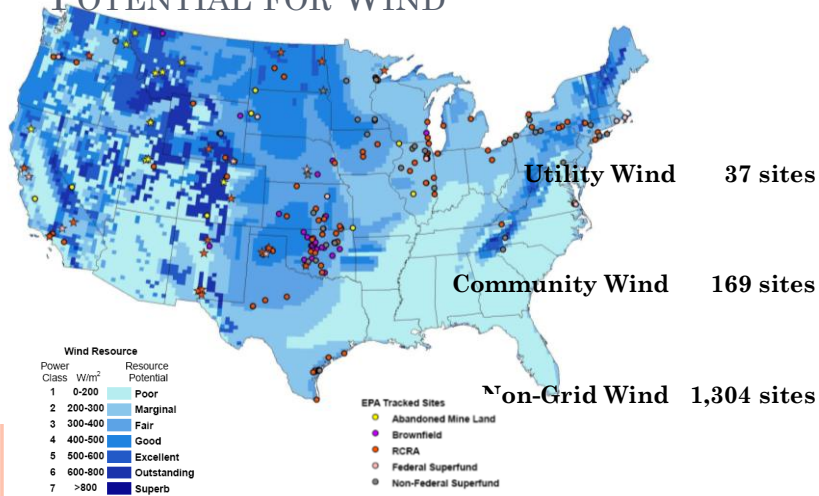 POTENTIAL FOR WIND
Utility Wind 37 sites
Community Wind 169 sites
Non-Grid Wind 1,304 sites
Wind Resource
Power Class W/m² Resource Potential
1 0-200 Poor
2 200-300 Marginal
3 300-400 Fair
4 400-500 Good
5 500-600 Excellent
6 600-800 Outstanding
7 >800 Superb
EPA Tracked Sites
Abandoned Mine Land
Brownfield
RCRA
Federal Superfund
Non-Federal Superfund